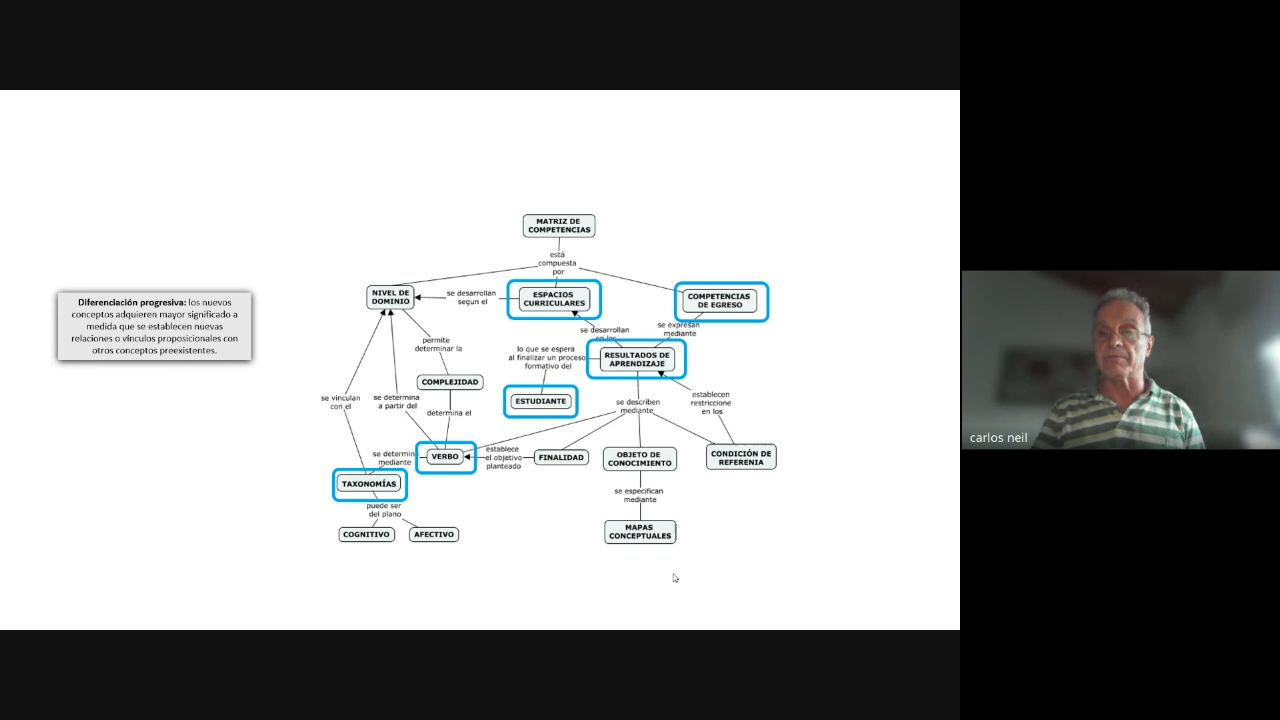 MATRIZ DE
COMPETENCIAS
está
compuesta
por
NIVEL DE
DOMINIO
se desarrollan
segun el
ESPACIOS
CURRICULARES
COMPETENCIAS
DE EGRESO
Diferenciación progresiva: los nuevos
conceptos adquieren mayor significado a
medida que se establecen nuevas
relaciones o vínculos proposicionales con
otros conceptos preexistentes.
se desarrollan
en los
se expresan
mediante
permite
determinar la
lo que se espera
al finalizar un proceso
formativo del
RESULTADOS DE
APRENDIZAJE
COMPLEJIDAD
ESTUDIANTE
se vinculan
con el
se determina
a partir del
determina el
se describen
mediante
establecen
restriccione
en los
se determin
mediante
VERBO
establece
el objetivo
planteado
FINALIDAD
OBJETO DE
CONOCIMIENTO
CONDICIÓN DE
REFERENIA
TAXONOMÍAS
puede ser
del plano
se especifican
mediante
COGNITIVO
AFECTIVO
MAPAS
CONCEPTUALES
carlos neil